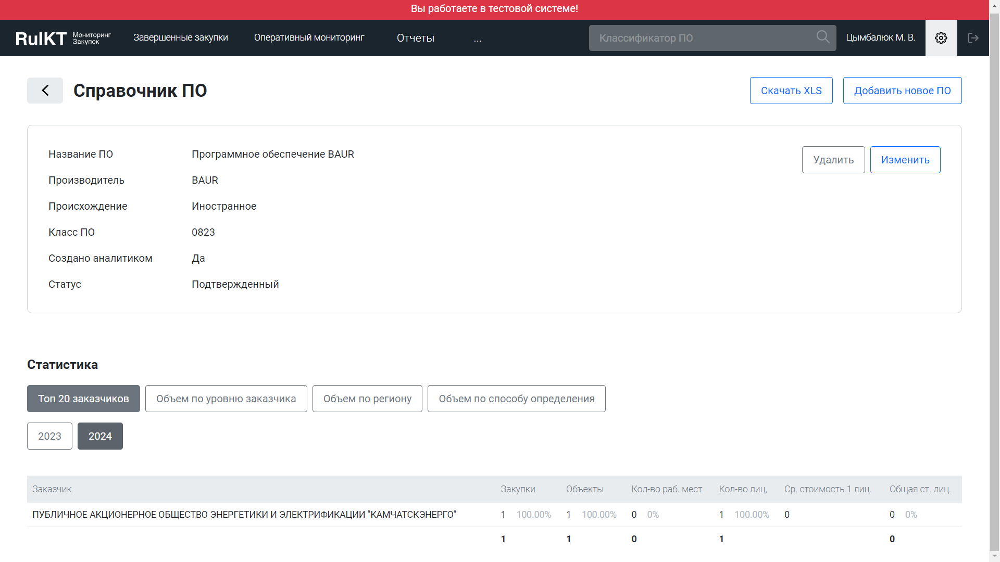 Вы работаете в тестовой системе!
RuIKT Мониторинг Закупок Завершенные закупки Оперативный мониторинг Отчеты ... Классификатор ПО Цымбалюк М. В.
Справочник ПО Скачать XLS Добавить новое ПО
Название ПО Программное обеспечение BAUR Удалить Изменить
Производитель BAUR
Происхождение Иностранное
Класс ПО 0823
Создано аналитиком Да
Статус Подтвержденный
Статистика
Топ 20 заказчиков Объем по уровню заказчика Объем по региону Объем по способу определения
2023 2024
Заказчик Закупки Объекты Кол-во раб. мест Кол-во лиц, Ср. стоимость 1 лиц. Общая ст. лиц.
ПУБЛИЧНОЕ АКЦИОНЕРНОЕ ОБЩЕСТВО ЭНЕРГЕТИКИ И ЭЛЕКТРИФИКАЦИИ "КАМЧАТСКЭНЕРГО" 1 100.00% 1 100.00% 0 0% 1 100.00% 0 0 0%
1 1 0 1 0